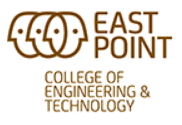 EAST
POINT
COLLEGE OF
ENGINEERING &
TECHNOLOGY